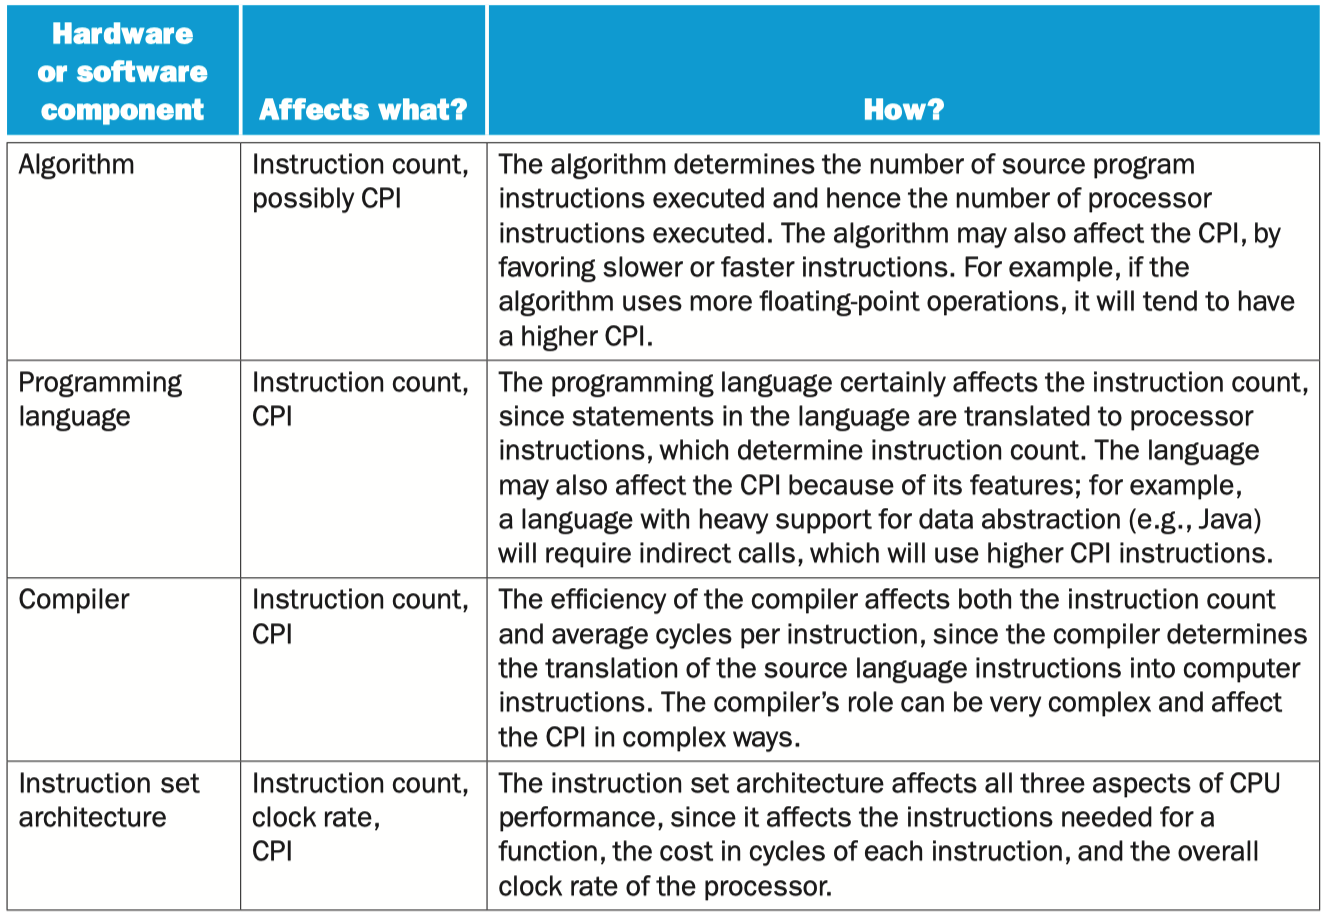 Hardware
or software
component
Affects what?
How?
Algorithm
Instruction count,
possibly CPI
The algorithm determines the number of source program
instructions executed and hence the number of processor
instructions executed. The algorithm may also affect the CPI, by
favoring slower or faster instructions. For example, if the
algorithm uses more floating-point operations, it will tend to have
a higher CPI.
Programming
language
Instruction count,
CPI
The programming language certainly affects the instruction count,
since statements in the language are translated to processor
instructions, which determine instruction count. The language
may also affect the CPI because of its features; for example,
a language with heavy support for data abstraction (e.g., Java)
will require indirect calls, which will use higher CPI instructions.
Compiler
Instruction count,
CPI
The efficiency of the compiler affects both the instruction count
and average cycles per instruction, since the compiler determines
the translation of the source language instructions into computer
instructions. The compiler’s role can be very complex and affect
the CPI in complex ways.
Instruction set
architecture
Instruction count,
clock rate,
CPI
The instruction set architecture affects all three aspects of CPU
performance, since it affects the instructions needed for a
function, the cost in cycles of each instruction, and the overall
clock rate of the processor.